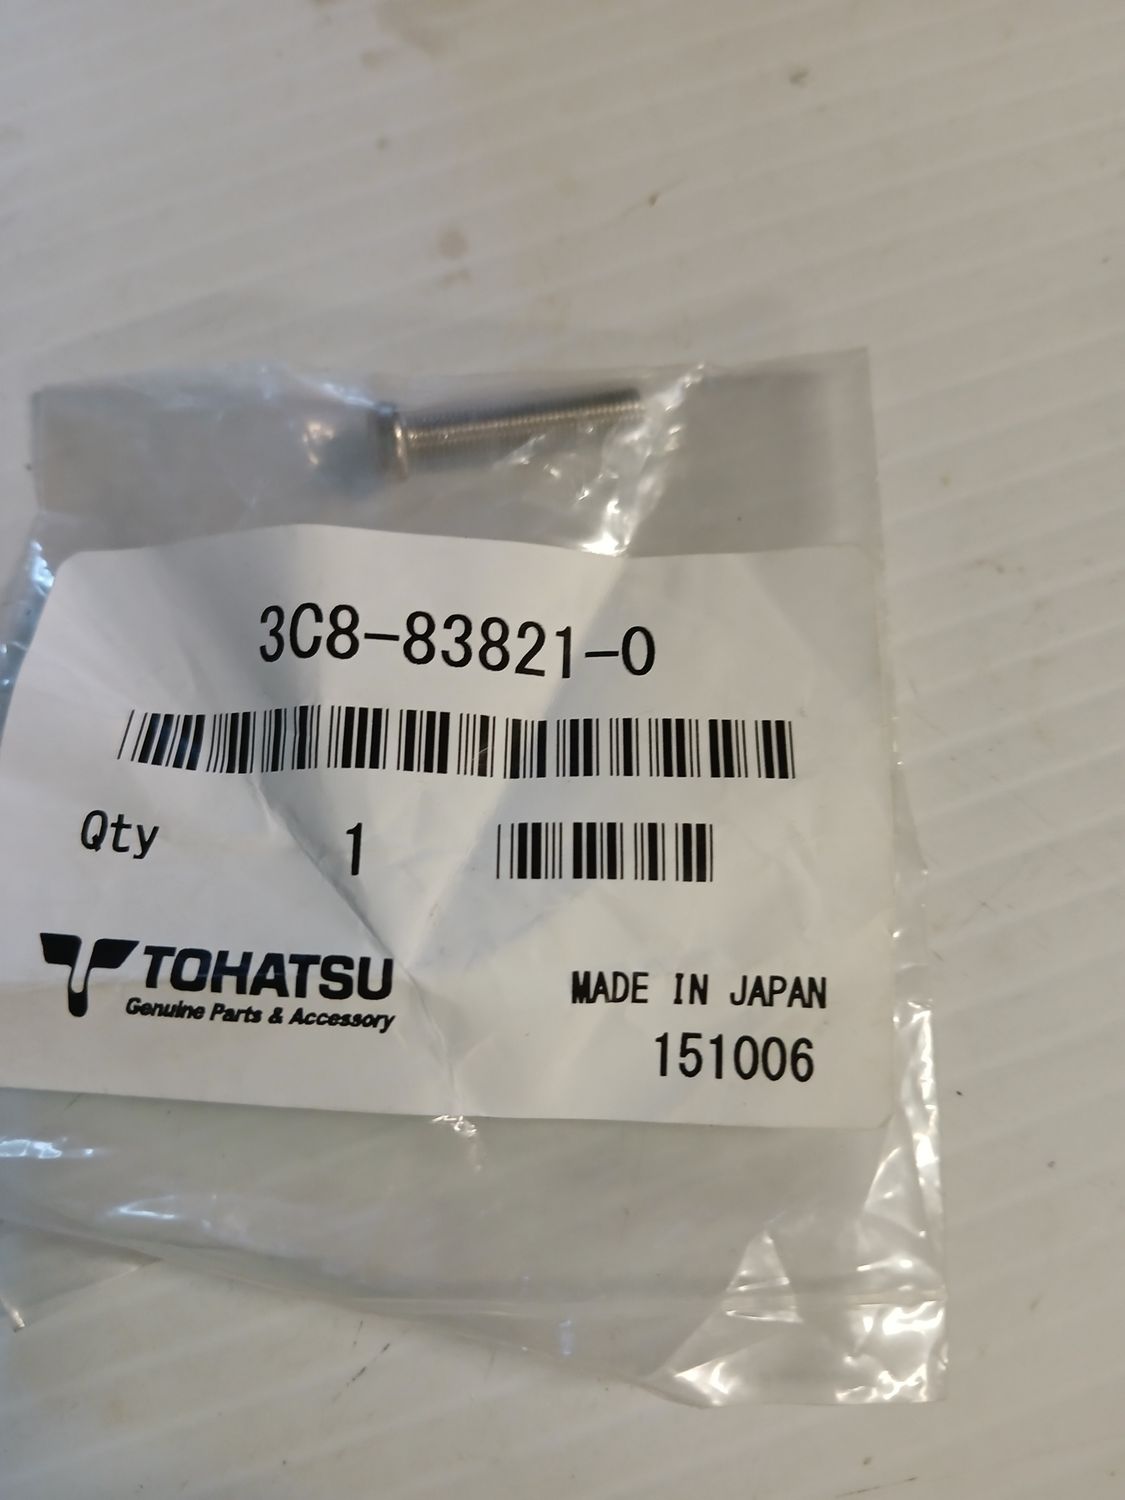 3C8-83821-0
Qty 1
TOHATSU
Genuine Parts & Accessory
MADE IN JAPAN
151006